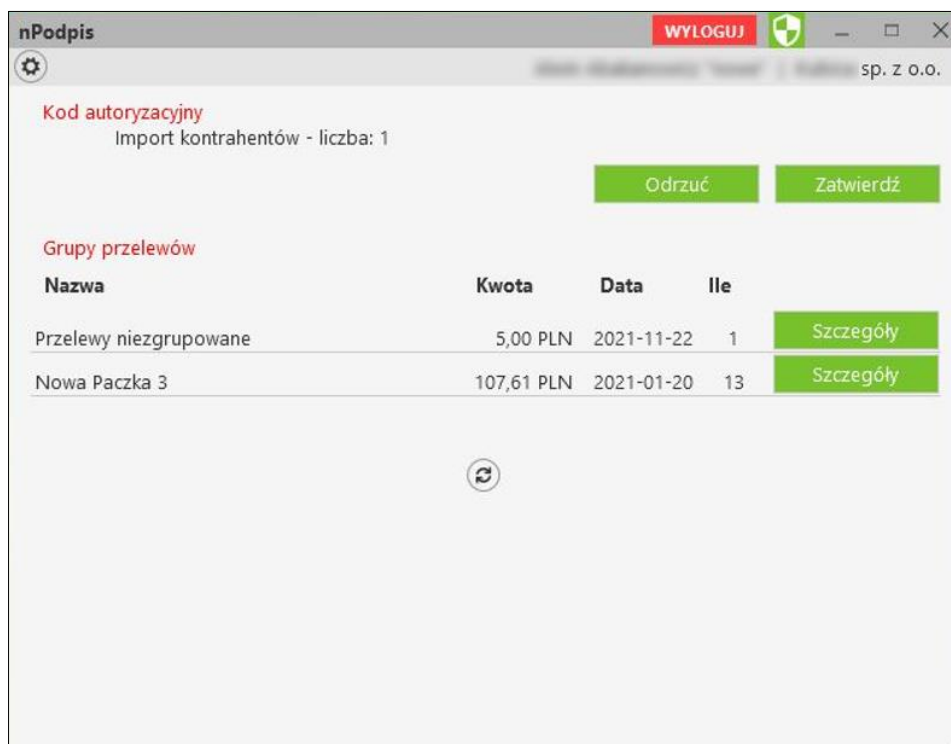 nPodpis WYLOGUJ
sp. z o.o.
Kod autoryzacyjny
Import kontrahentów - liczba: 1
Odrzuć Zatwierdź
Grupy przelewów
Nazwa Kwota Data Ile
Przelewy niezgrupowane 5,00 PLN 2021-11-22 1 Szczegóły
Nowa Paczka 3 107,61 PLN 2021-01-20 13 Szczegóły